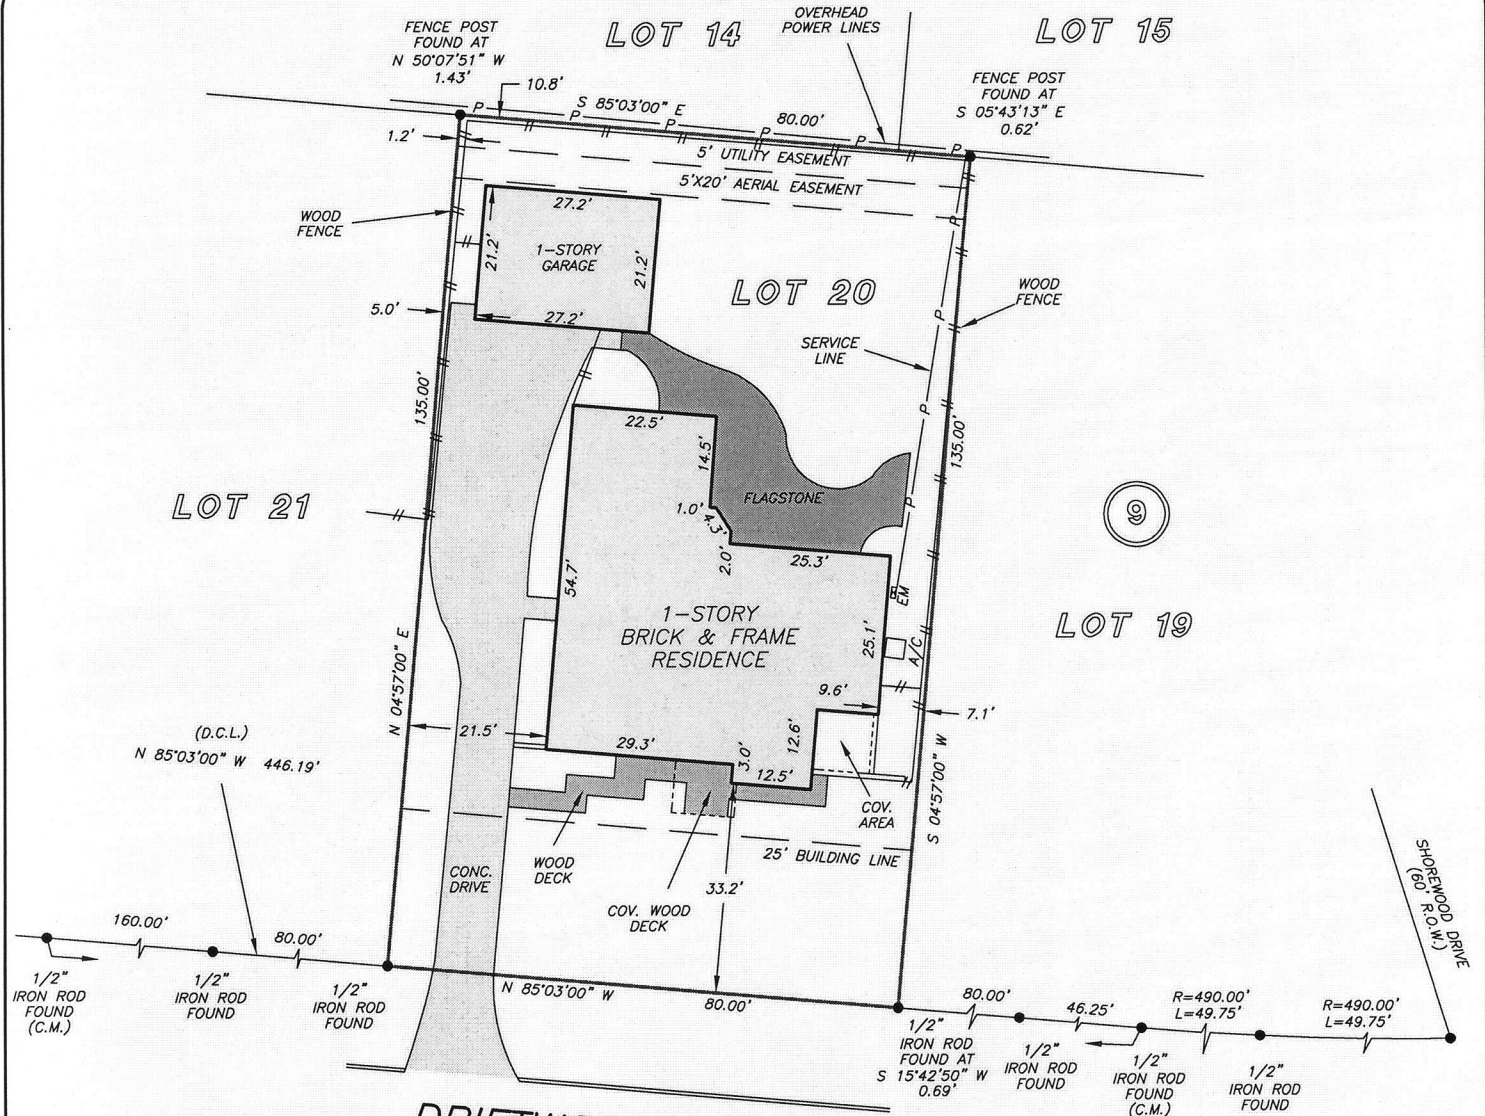 FENCE POST
FOUND AT
N 50°07'51" W
1.43'
LOT 14
OVERHEAD
POWER LINES
LOT 15
FENCE POST
FOUND AT
S 05°43'13" E
0.62'
10.8'
S 85°03'00" E
80.00'
P
P
P
P
P
P
1.2'
5' UTILITY EASEMENT
5'X20' AERIAL EASEMENT
WOOD
FENCE
27.2'
21.2'
1-STORY
GARAGE
21.2'
27.2'
5.0'
LOT 20
P
P
P
P
WOOD
FENCE
SERVICE
LINE
135.00'
135.00'
22.5'
14.5'
1.0'
4.3'
2.0'
FLAGSTONE
25.3'
LOT 21
9
54.7'
1-STORY
BRICK & FRAME
RESIDENCE
EM
25.1'
A/C
LOT 19
N 04°57'00" E
9.6'
7.1'
(D.C.L.)
N 85°03'00" W 446.19'
21.5'
29.3'
3.0'
12.6'
12.5'
S 04°57'00" W
COV.
AREA
25' BUILDING LINE
WOOD
DECK
CONC.
DRIVE
33.2'
COV. WOOD
DECK
SHOREWOOD DRIVE
(60' R.O.W.)
160.00'
80.00'
1/2"
IRON ROD
FOUND
(C.M.)
1/2"
IRON ROD
FOUND
1/2"
IRON ROD
FOUND
N 85°03'00" W
80.00'
80.00'
46.25'
R=490.00'
L=49.75'
R=490.00'
L=49.75'
1/2"
IRON ROD
FOUND AT
S 15°42'50" W
0.69'
1/2"
IRON ROD
FOUND
1/2"
IRON ROD
FOUND
(C.M.)
1/2"
IRON ROD
FOUND